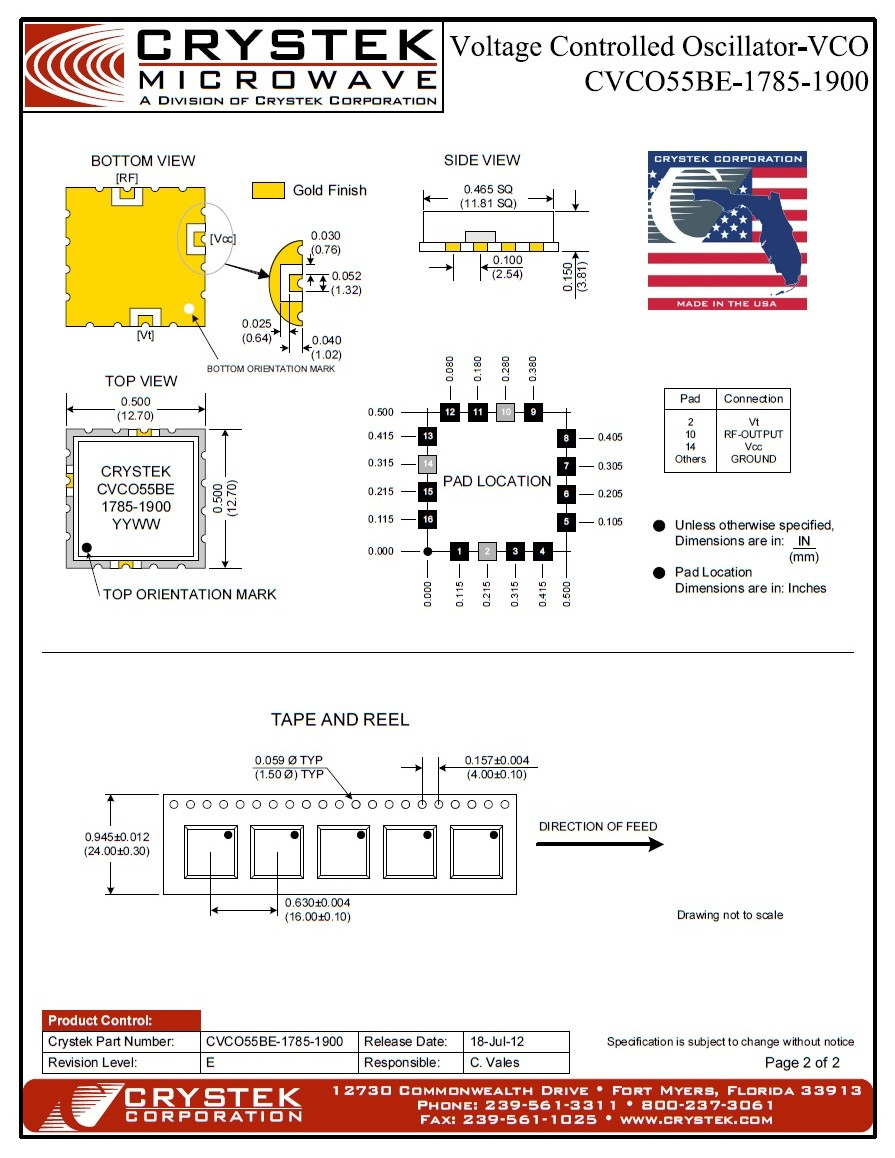 CRYSTEK
MICROWAVE
A DIVISION OF CRYSTEK CORPORATION
Voltage Controlled Oscillator-VCO
CVCO55BE-1785-1900
BOTTOM VIEW
[RF]
[Vcc]
[Vt]
Gold Finish
0.030
(0.76)
0.052
(1.32)
0.025
(0.64)
0.040
(1.02)
BOTTOM ORIENTATION MARK
SIDE VIEW
0.465 SQ
(11.81 SQ)
0.100
(2.54)
0.150
(3.81)
CRYSTEK CORPORATION
MADE IN THE USA
TOP VIEW
0.500
(12.70)
CRYSTEK
CVCO55BE
1785-1900
YYWW
0.500
(12.70)
TOP ORIENTATION MARK
0.080
0.180
0.280
0.380
0.500
12
11
10
9
0.415
13
8
0.405
0.315
14
7
0.305
PAD LOCATION
0.215
15
6
0.205
0.115
16
5
0.105
0.000
1
2
3
4
0.000
0.115
0.215
0.315
0.415
0.500
Pad Connection
2 Vt
10 RF-OUTPUT
14 Vcc
Others GROUND
Unless otherwise specified,
Dimensions are in: IN
(mm)
Pad Location
Dimensions are in: Inches
TAPE AND REEL
0.059 Ø TYP
(1.50 Ø) TYP
0.157±0.004
(4.00±0.10)
0.945±0.012
(24.00±0.30)
DIRECTION OF FEED
0.630±0.004
(16.00±0.10)
Drawing not to scale
Product Control:
Crystek Part Number: CVCO55BE-1785-1900 Release Date: 18-Jul-12
Revision Level: E Responsible: C. Vales
Specification is subject to change without notice
Page 2 of 2
CRYSTEK
CORPORATION
12730 COMMONWEALTH DRIVE • FORT MYERS, FLORIDA 33913
PHONE: 239-561-3311 • 800-237-3061
FAX: 239-561-1025 • WWW.CRYSTEK.COM